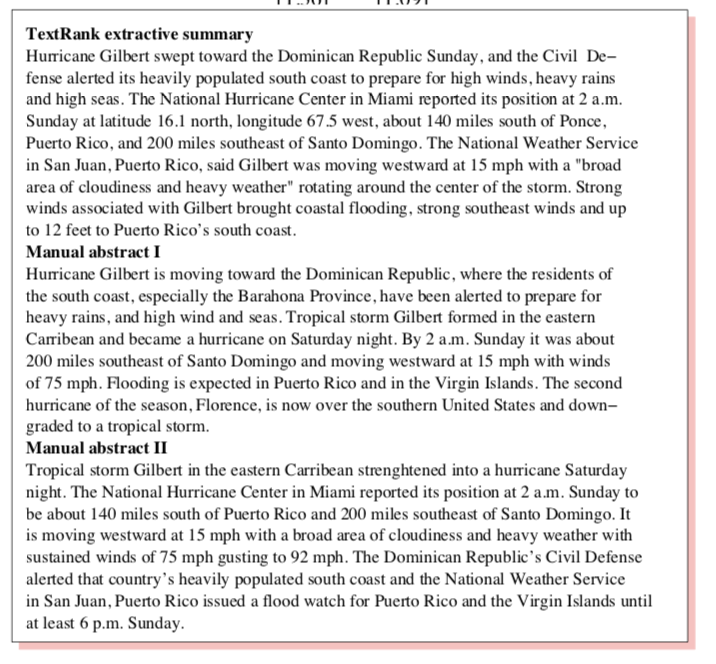 TextRank extractive summary
Hurricane Gilbert swept toward the Dominican Republic Sunday, and the Civil De–
fense alerted its heavily populated south coast to prepare for high winds, heavy rains
and high seas. The National Hurricane Center in Miami reported its position at 2 a.m.
Sunday at latitude 16.1 north, longitude 67.5 west, about 140 miles south of Ponce,
Puerto Rico, and 200 miles southeast of Santo Domingo. The National Weather Service
in San Juan, Puerto Rico, said Gilbert was moving westward at 15 mph with a "broad
area of cloudiness and heavy weather" rotating around the center of the storm. Strong
winds associated with Gilbert brought coastal flooding, strong southeast winds and up
to 12 feet to Puerto Rico's south coast.
Manual abstract I
Hurricane Gilbert is moving toward the Dominican Republic, where the residents of
the south coast, especially the Barahona Province, have been alerted to prepare for
heavy rains, and high wind and seas. Tropical storm Gilbert formed in the eastern
Carribean and became a hurricane on Saturday night. By 2 a.m. Sunday it was about
200 miles southeast of Santo Domingo and moving westward at 15 mph with winds
of 75 mph. Flooding is expected in Puerto Rico and in the Virgin Islands. The second
hurricane of the season, Florence, is now over the southern United States and down–
graded to a tropical storm.
Manual abstract II
Tropical storm Gilbert in the eastern Carribean strenghtened into a hurricane Saturday
night. The National Hurricane Center in Miami reported its position at 2 a.m. Sunday to
be about 140 miles south of Puerto Rico and 200 miles southeast of Santo Domingo. It
is moving westward at 15 mph with a broad area of cloudiness and heavy weather with
sustained winds of 75 mph gusting to 92 mph. The Dominican Republic's Civil Defense
alerted that country's heavily populated south coast and the National Weather Service
in San Juan, Puerto Rico issued a flood watch for Puerto Rico and the Virgin Islands until
at least 6 p.m. Sunday.